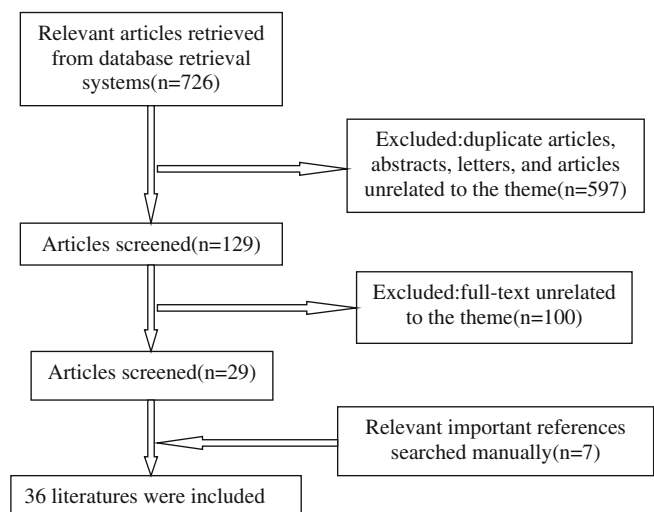 Relevant articles retrieved
from database retrieval
systems(n=726)
Excluded:duplicate articles,
abstracts, letters, and articles
unrelated to the theme(n=597)
Articles screened(n=129)
Excluded:full-text unrelated
to the theme(n=100)
Articles screened(n=29)
Relevant important references
searched manually(n=7)
36 literatures were included